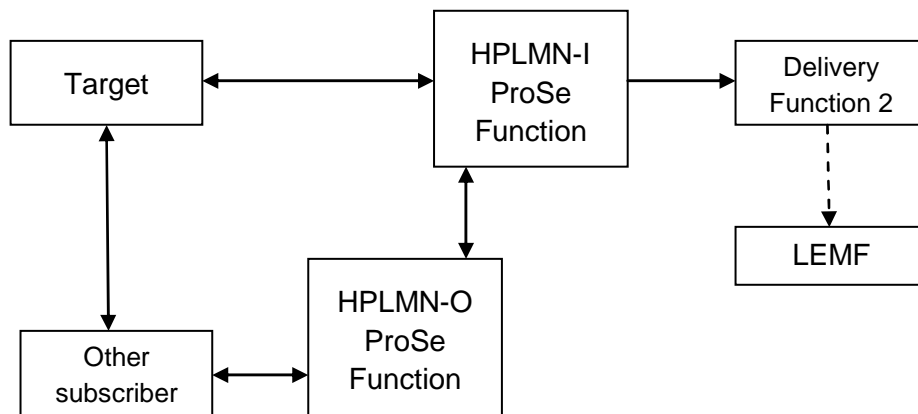 Target
HPLMN-I
ProSe
Function
Delivery
Function 2
LEMF
HPLMN-O
ProSe
Function
Other
subscriber